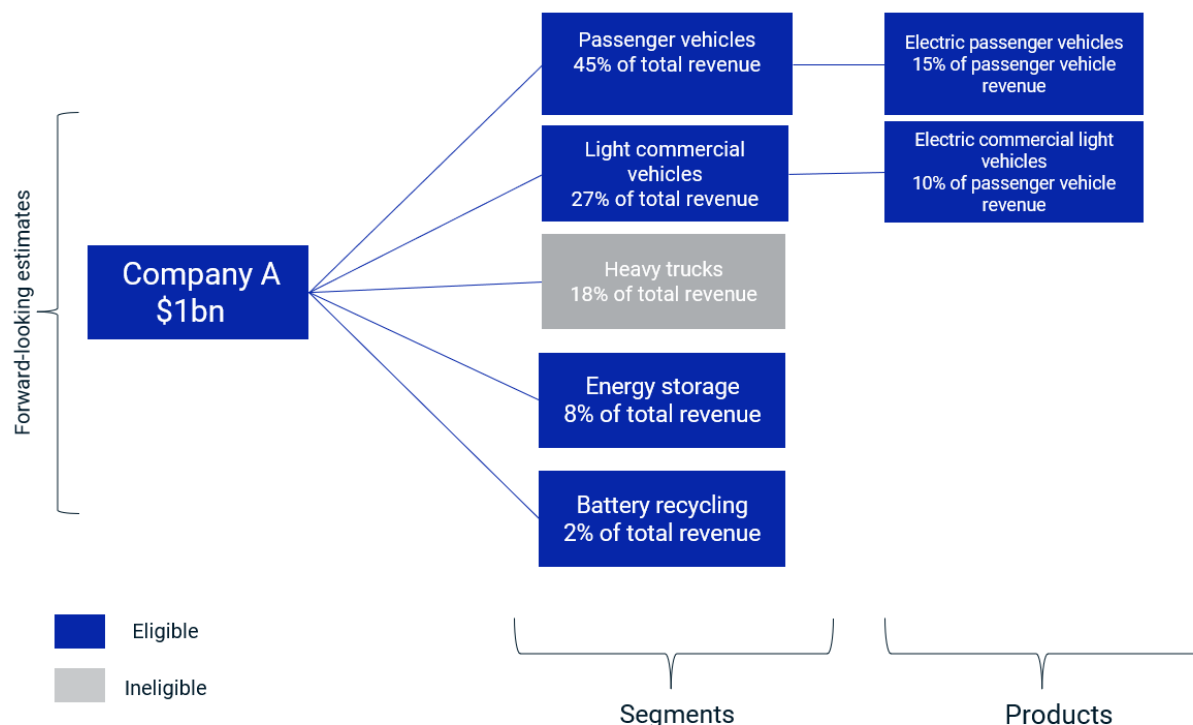 Passenger vehicles
45% of total revenue
Electric passenger vehicles
15% of passenger vehicle
revenue
Light commercial
vehicles
27% of total revenue
Electric commercial light
vehicles
10% of passenger vehicle
revenue
Forward-looking estimates
Company A
$1bn
Heavy trucks
18% of total revenue
Energy storage
8% of total revenue
Battery recycling
2% of total revenue
Eligible
Ineligible
Segments
Products